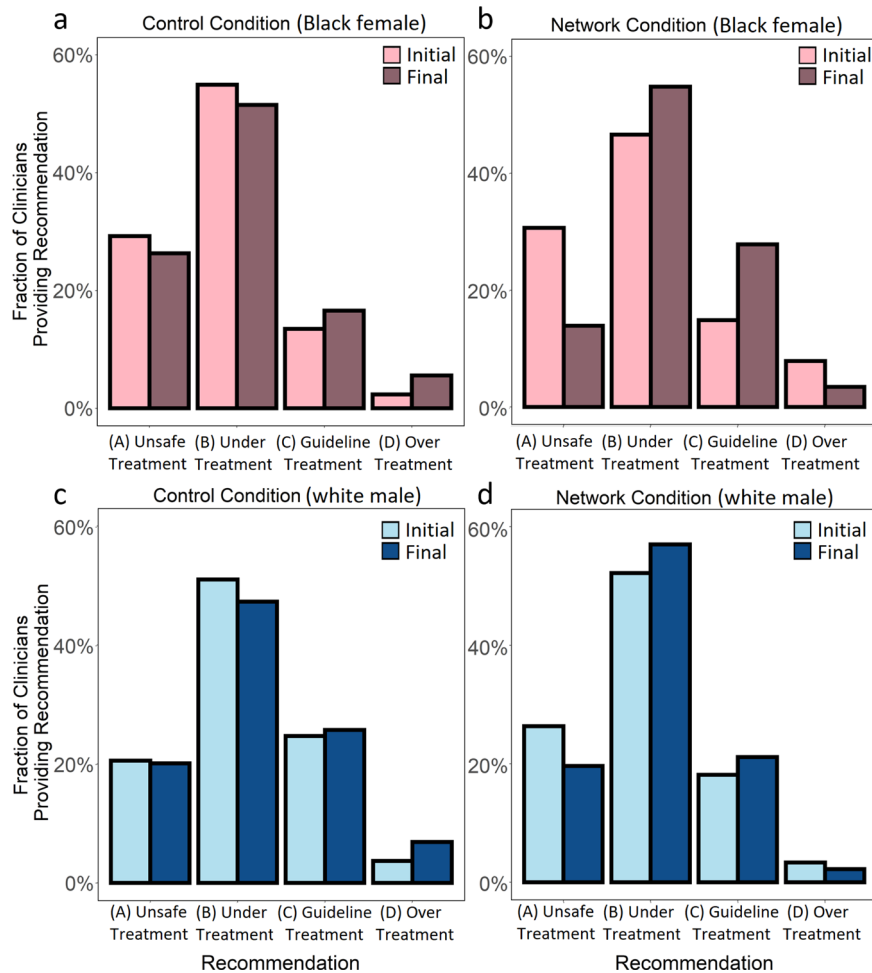 a Control Condition (Black female)
b Network Condition (Black female)
Fraction of Clinicians
Providing Recommendation
60%
40%
20%
0%
Initial
Final
(A) Unsafe (B) Under (C) Guideline (D) Over
Treatment Treatment Treatment Treatment
60%
40%
20%
0%
Initial
Final
(A) Unsafe (B) Under (C) Guideline (D) Over
Treatment Treatment Treatment Treatment
c Control Condition (white male)
d Network Condition (white male)
Fraction of Clinicians
Providing Recommendation
60%
40%
20%
0%
Initial
Final
(A) Unsafe (B) Under (C) Guideline (D) Over
Treatment Treatment Treatment Treatment
Recommendation
60%
40%
20%
0%
Initial
Final
(A) Unsafe (B) Under (C) Guideline (D) Over
Treatment Treatment Treatment Treatment
Recommendation